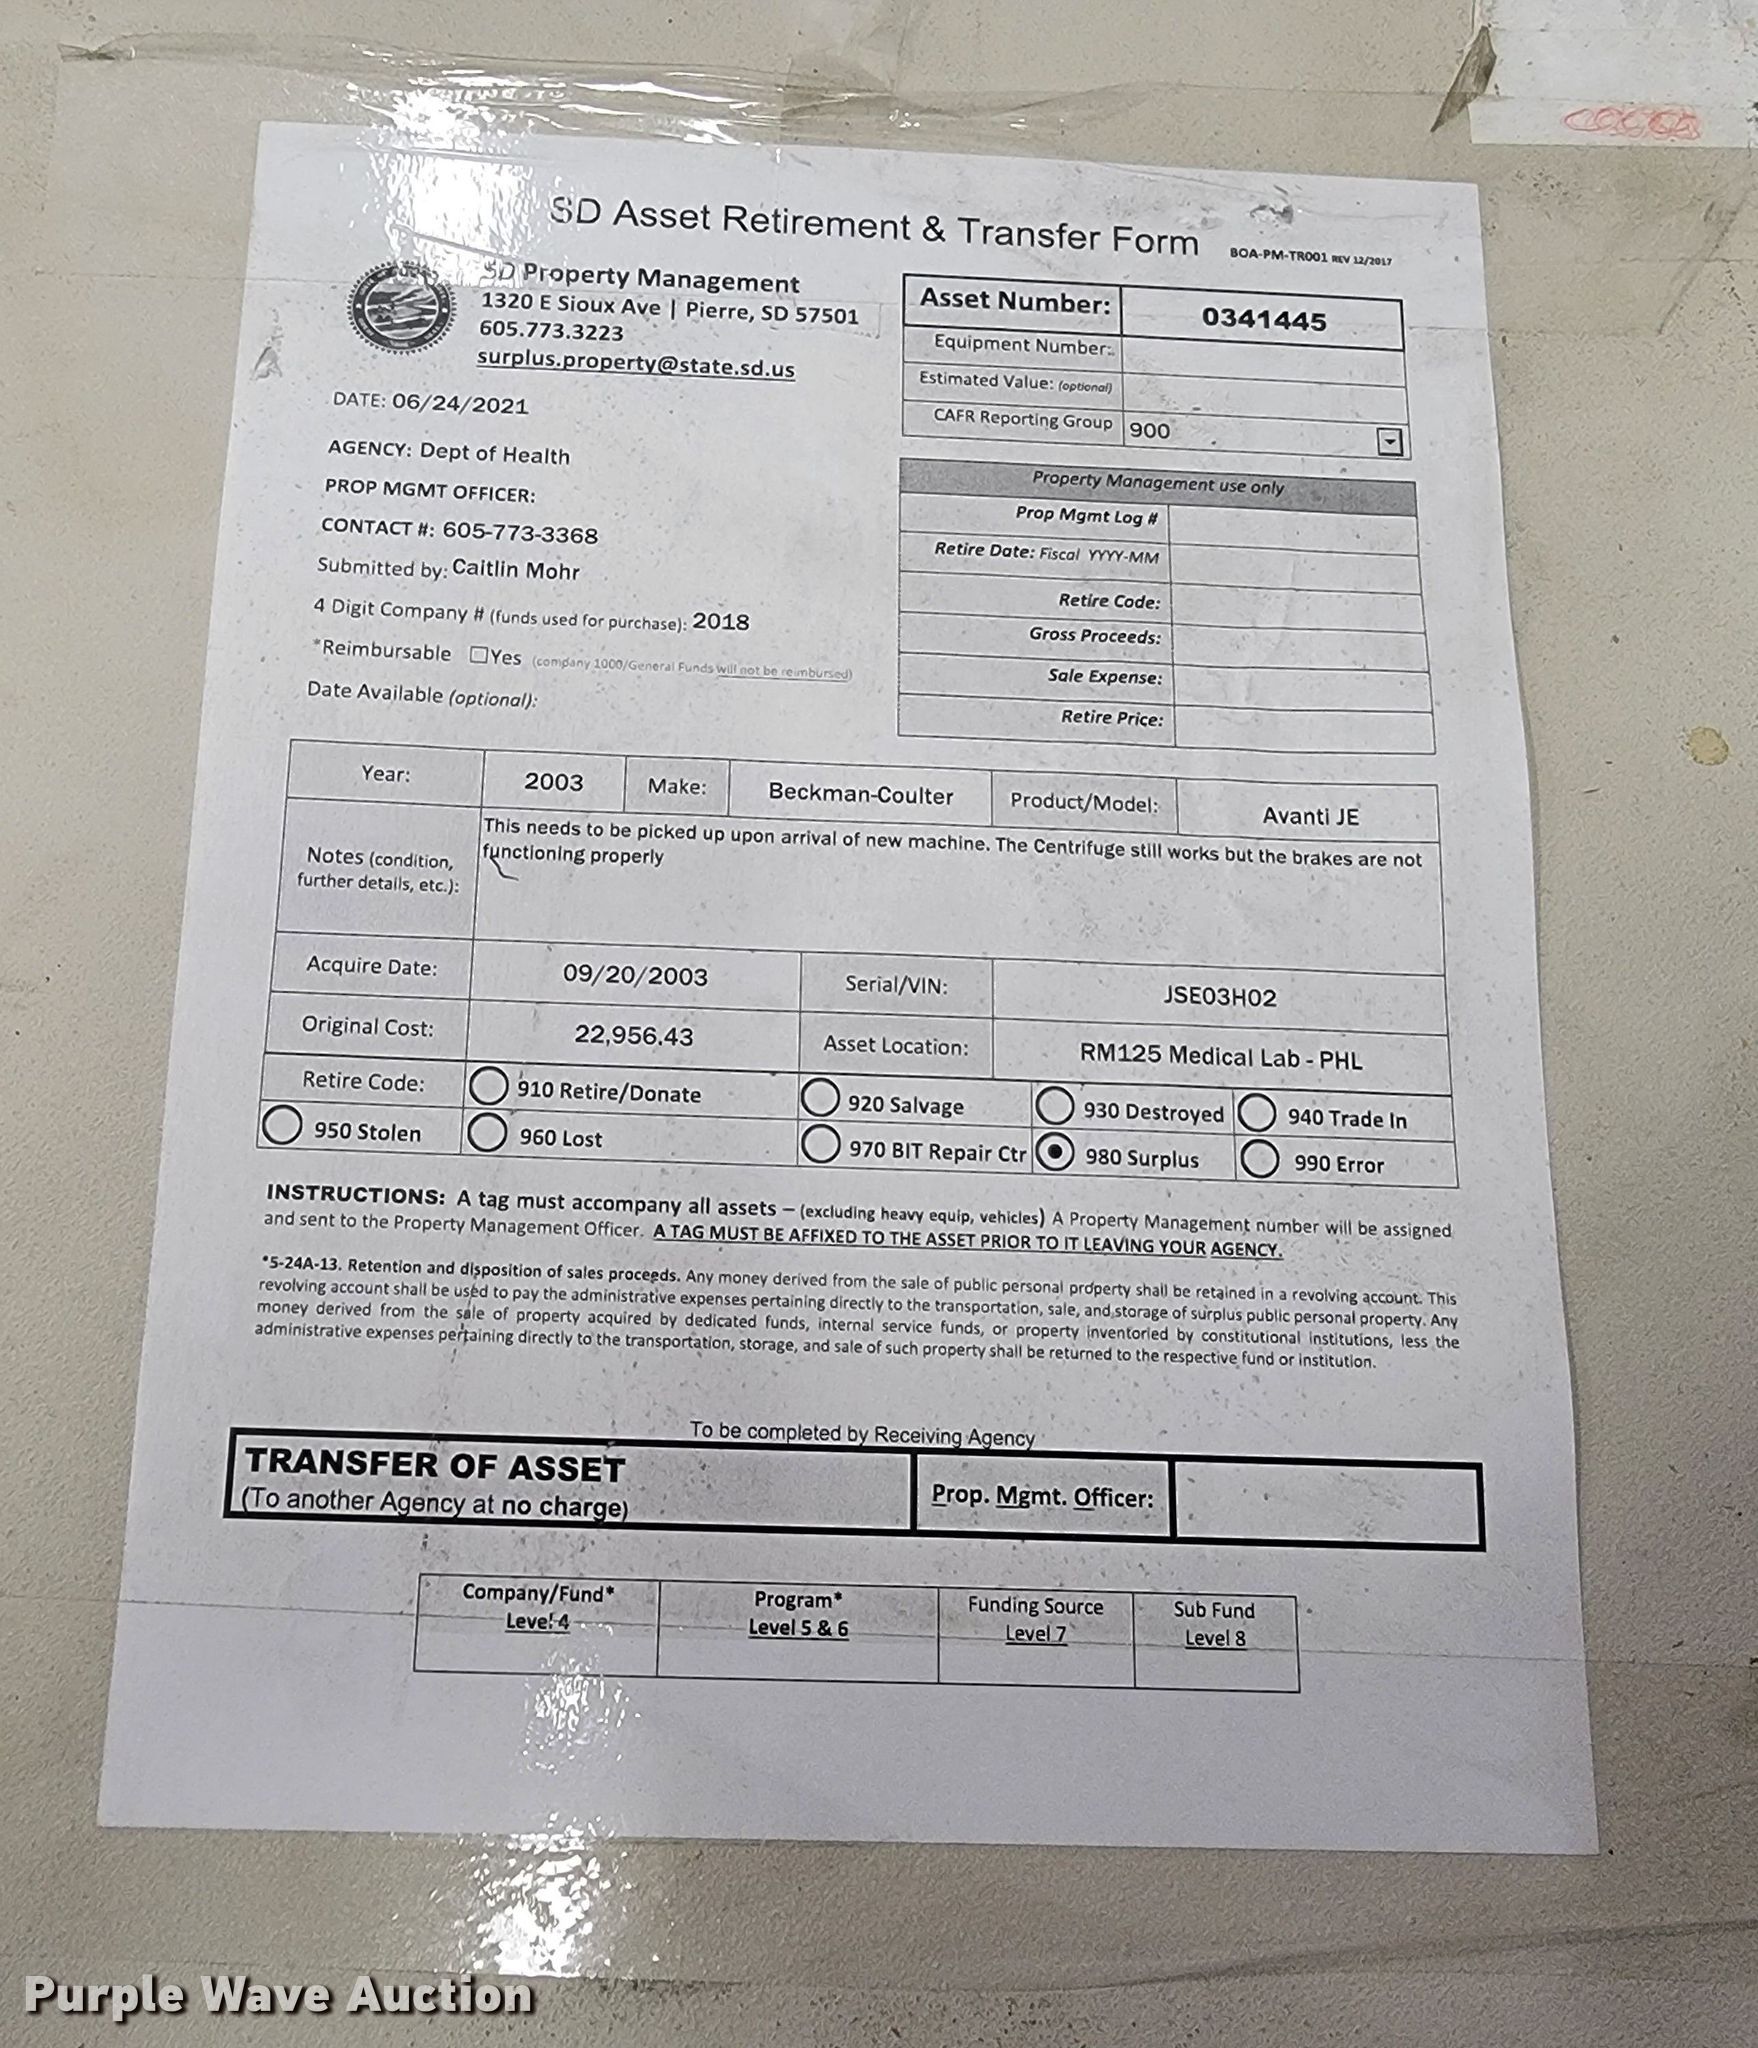 SD Asset Retirement & Transfer Form
BOA-PM-TR001 REV 12/2017
SD Property Management
1320 E Sioux Ave | Pierre, SD 57501
605.773.3223
surplus.property@state.sd.us
Asset Number: 0341445
Equipment Number:
Estimated Value: (optional)
CAFR Reporting Group 900
DATE: 06/24/2021
AGENCY: Dept of Health
PROP MGMT OFFICER:
CONTACT #: 605-773-3368
Submitted by: Caitlin Mohr
4 Digit Company # (funds used for purchase): 2018
*Reimbursable ☐Yes (company 1000/General Funds will not be reimbursed)
Date Available (optional):
Property Management use only
Prop Mgmt Log #
Retire Date: Fiscal YYYY-MM
Retire Code:
Gross Proceeds:
Sale Expense:
Retire Price:
Year: 2003 Make: Beckman-Coulter Product/Model: Avanti JE
Notes (condition,
further details, etc.):
This needs to be picked up upon arrival of new machine. The Centrifuge still works but the brakes are not
functioning properly
Acquire Date: 09/20/2003 Serial/VIN: JSE03H02
Original Cost: 22,956.43 Asset Location: RM125 Medical Lab - PHL
Retire Code: 910 Retire/Donate 920 Salvage 930 Destroyed 940 Trade In
950 Stolen 960 Lost 970 BIT Repair Ctr 980 Surplus 990 Error
INSTRUCTIONS: A tag must accompany all assets – (excluding heavy equip, vehicles) A Property Management number will be assigned
and sent to the Property Management Officer. A TAG MUST BE AFFIXED TO THE ASSET PRIOR TO IT LEAVING YOUR AGENCY.
*5-24A-13. Retention and disposition of sales proceeds. Any money derived from the sale of public personal property shall be retained in a revolving account. This
revolving account shall be used to pay the administrative expenses pertaining directly to the transportation, sale, and storage of surplus public personal property. Any
money derived from the sale of property acquired by dedicated funds, internal service funds, or property inventoried by constitutional institutions, less the
administrative expenses pertaining directly to the transportation, storage, and sale of such property shall be returned to the respective fund or institution.
To be completed by Receiving Agency
TRANSFER OF ASSET
(To another Agency at no charge)
Prop. Mgmt. Officer:
Company/Fund* Program* Funding Source Sub Fund
Level 4 Level 5 & 6 Level 7 Level 8
Purple Wave Auction